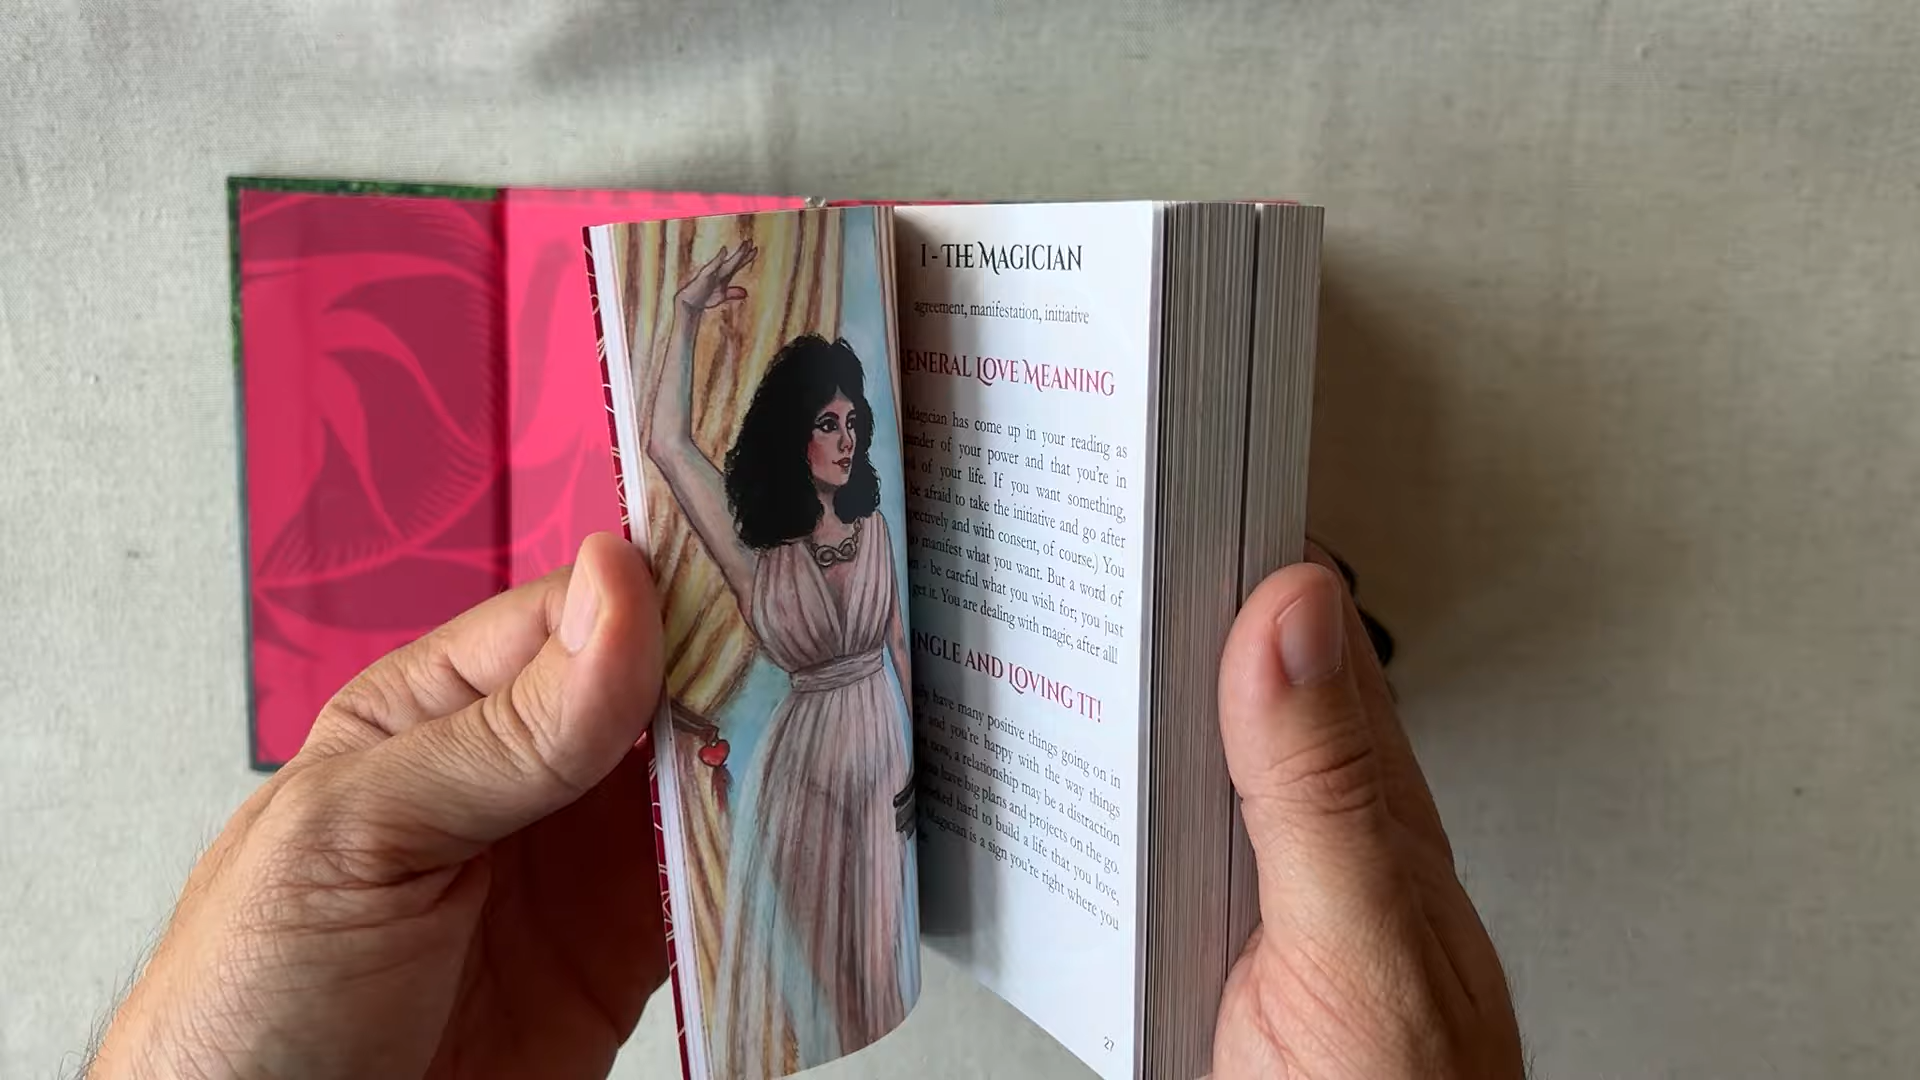 I - THE MAGICIAN
agreement, manifestation, initiative
LOVE MEANING
Magician has come up in your reading as
of your power and that you're in
of your life. If you want something,
be afraid to take the initiative and go after
and with consent, of course.) You
manifest what you want. But a word of
- be careful what you wish for; you just
get it. You are dealing with magic, after all!
AND LOVING IT!
have many positive things going on in
and you're happy with the way things
now, a relationship may be a distraction
have big plans and projects on the go.
hard to build a life that you love,
Magician is a sign you're right where you
27